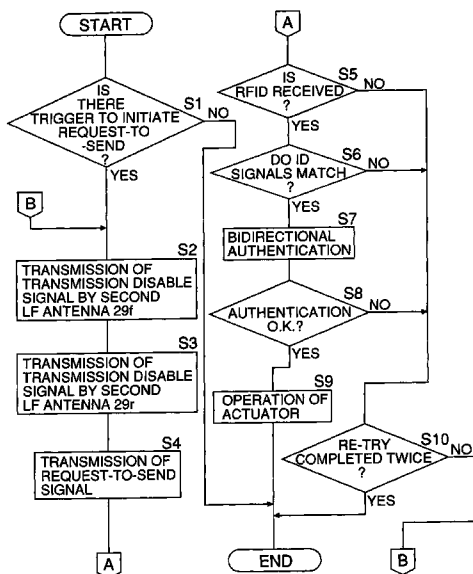 START
IS
THERE
TRIGGER TO INITIATE
REQUEST-TO
-SEND
?
S1
NO
YES
B
S2
TRANSMISSION OF
TRANSMISSION DISABLE
SIGNAL BY SECOND
LF ANTENNA 29f
S3
TRANSMISSION OF
TRANSMISSION DISABLE
SIGNAL BY SECOND
LF ANTENNA 29r
S4
TRANSMISSION OF
REQUEST-TO-SEND
SIGNAL
A
A
IS
RFID RECEIVED
?
S5
NO
YES
DO ID
SIGNALS MATCH
?
S6
NO
YES
S7
BIDIRECTIONAL
AUTHENTICATION
S8
AUTHENTICATION
O.K.?
NO
YES
S9
OPERATION OF
ACTUATOR
S10
RE-TRY
COMPLETED TWICE
?
NO
YES
END
B